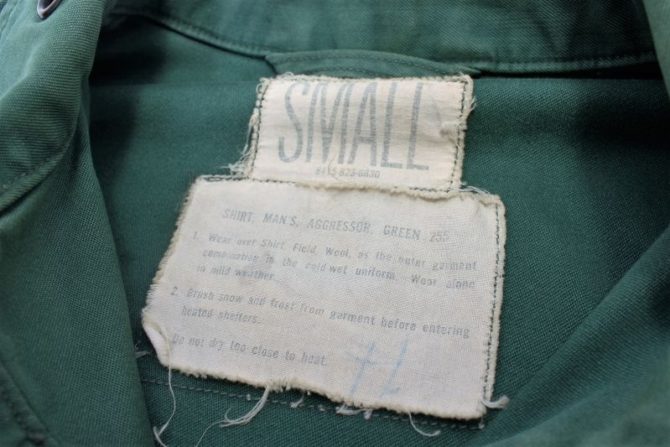 SMALL
8415-823-6830
SHIRT, MAN'S, AGGRESSOR, GREEN 255
1. Wear over Shirt, Field, Wool, as the outer garment
combination in the cold-wet uniform. Wear alone
in mild weather.
2. Brush snow and frost from garment before entering
heated shelters.
Do not dry too close to heat.